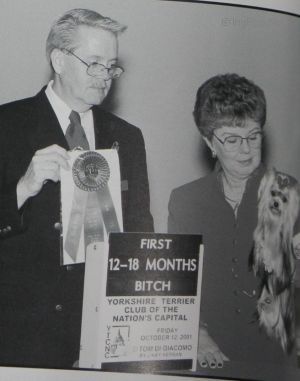 FIRST
12-18 MONTHS
BITCH
YORKSHIRE TERRIER
CLUB OF THE
NATION'S CAPITAL
YTCNC
FRIDAY
OCTOBER 12, 2001
TOM DI GIACOMO